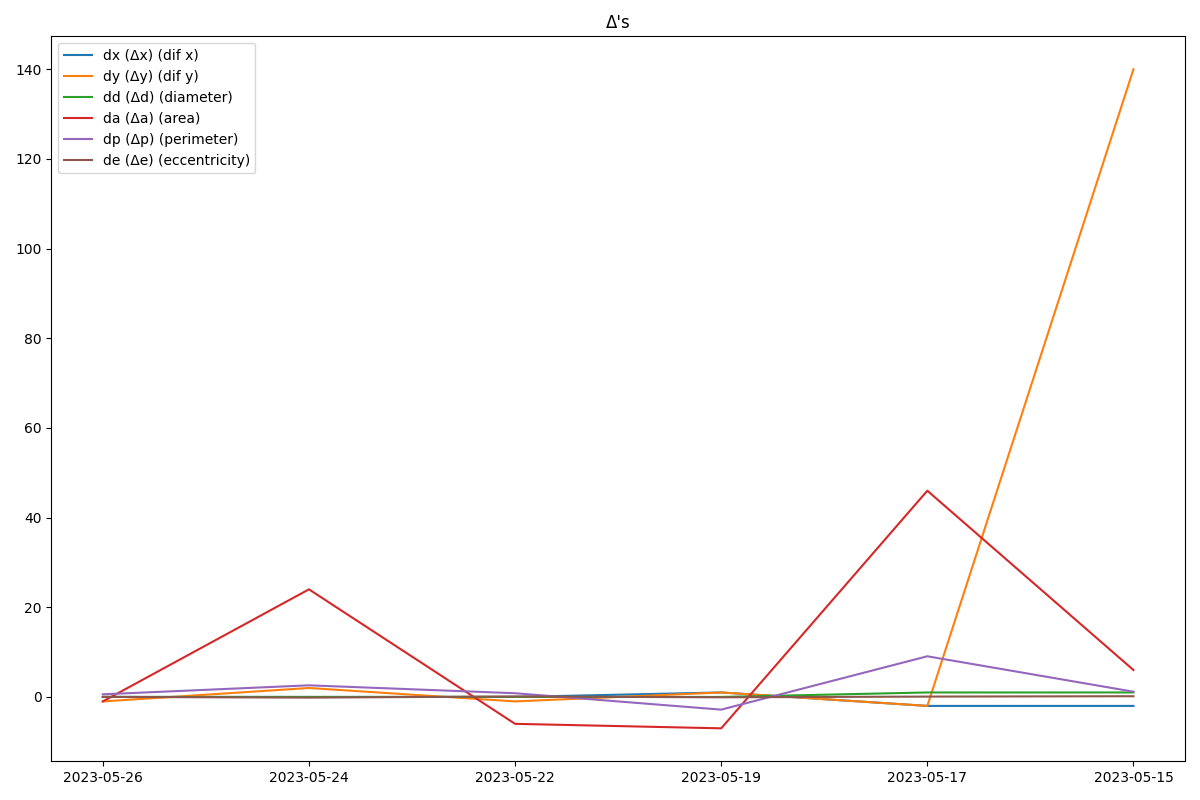 Δ's
dx (Δx) (dif x)
dy (Δy) (dif y)
dd (Δd) (diameter)
da (Δa) (area)
dp (Δp) (perimeter)
de (Δe) (eccentricity)
140
120
100
80
60
40
20
0
2023-05-26 2023-05-24 2023-05-22 2023-05-19 2023-05-17 2023-05-15